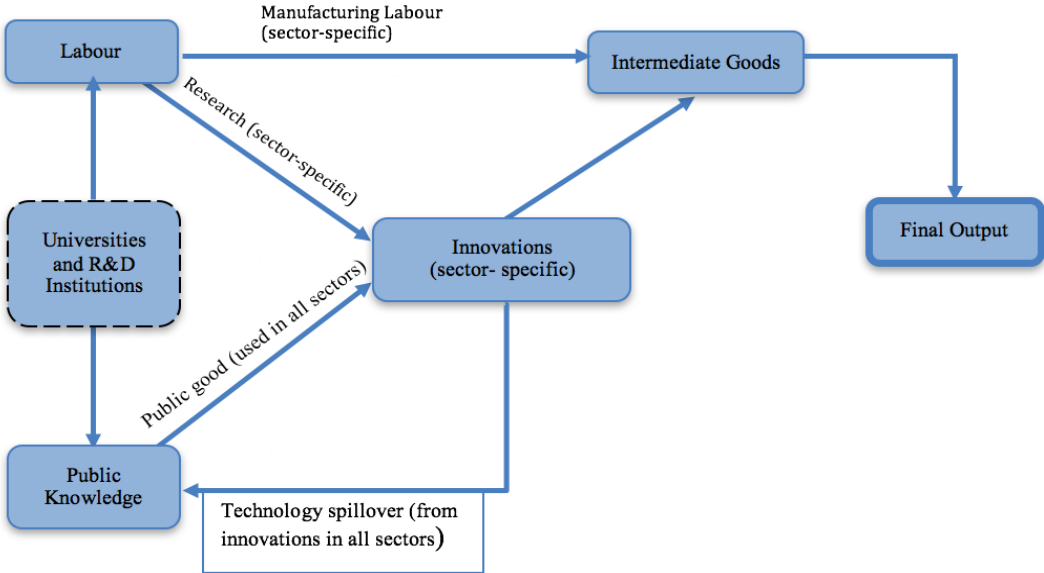 Manufacturing Labour
(sector-specific)
Labour
Intermediate Goods
Research (sector-specific)
Universities
and R&D
Institutions
Innovations
(sector- specific)
Final Output
Public good (used in all sectors)
Public
Knowledge
Technology spillover (from
innovations in all sectors)